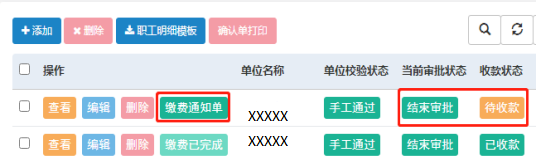 添加 删除 职工明细模板 确认单打印
操作 单位名称 单位校验状态 当前审批状态 收款状态
查看 编辑 删除 缴费通知单 XXXXX 手工通过 结束审批 待收款
查看 编辑 删除 缴费已完成 XXXXX 手工通过 结束审批 已收款